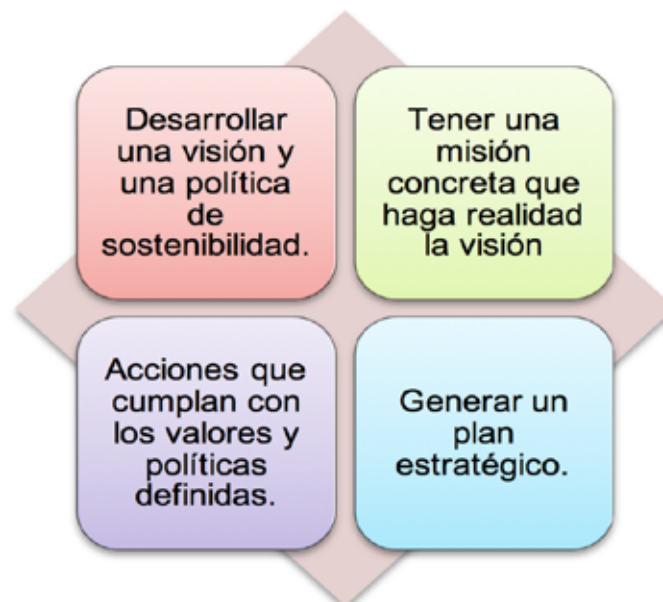 Desarrollar
una visión y
una política
de
sostenibilidad.
Tener una
misión
concreta que
haga realidad
la visión
Acciones que
cumplan con
los valores y
políticas
definidas.
Generar un
plan
estratégico.